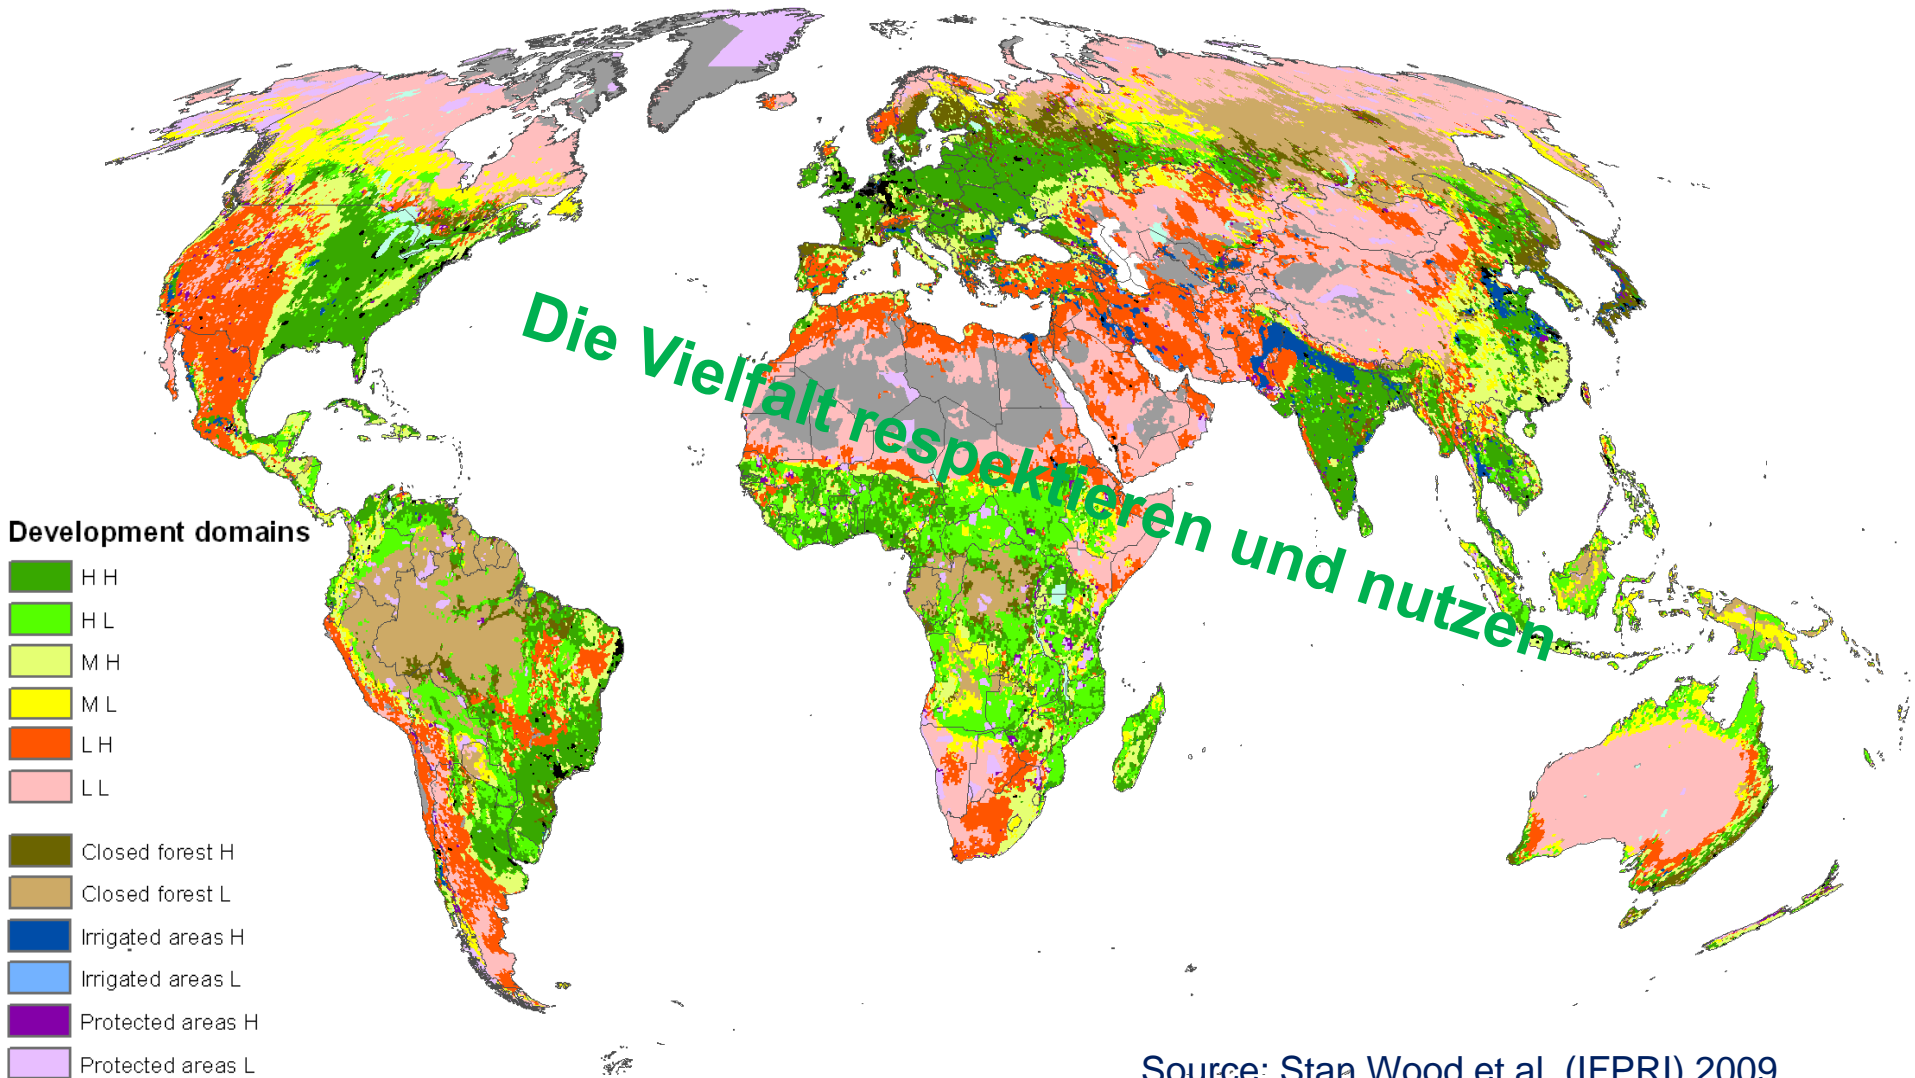 Die Vielfalt respektieren und nutzen
Development domains
H H
H L
M H
M L
L H
L L
Closed forest H
Closed forest L
Irrigated areas H
Irrigated areas L
Protected areas H
Protected areas L
Source: Stan Wood et al. (IFPRI) 2009